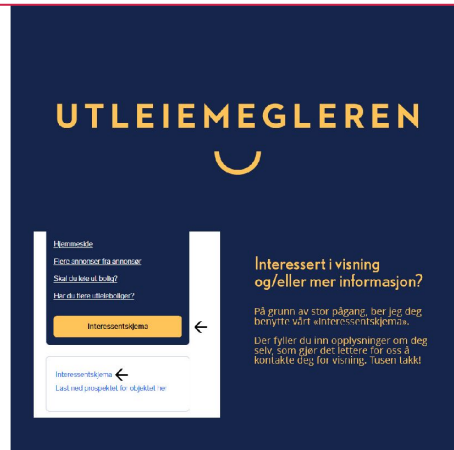 UTLEIEMEGLEREN
Hjemmeside
Flere annonser fra annonsør
Skal du leie ut bolig?
Har du flere utleieboliger?
Interessentskjema
Interessentskjema
Last ned prospektet for objektet her
Interessert i visning
og/eller mer informasjon?
På grunn av stor pågang, ber jeg deg
benytte vårt «Interessentskjema».
Der fyller du inn opplysninger om deg
selv, som gjør det lettere for oss å
kontakte deg for visning. Tusen takk!